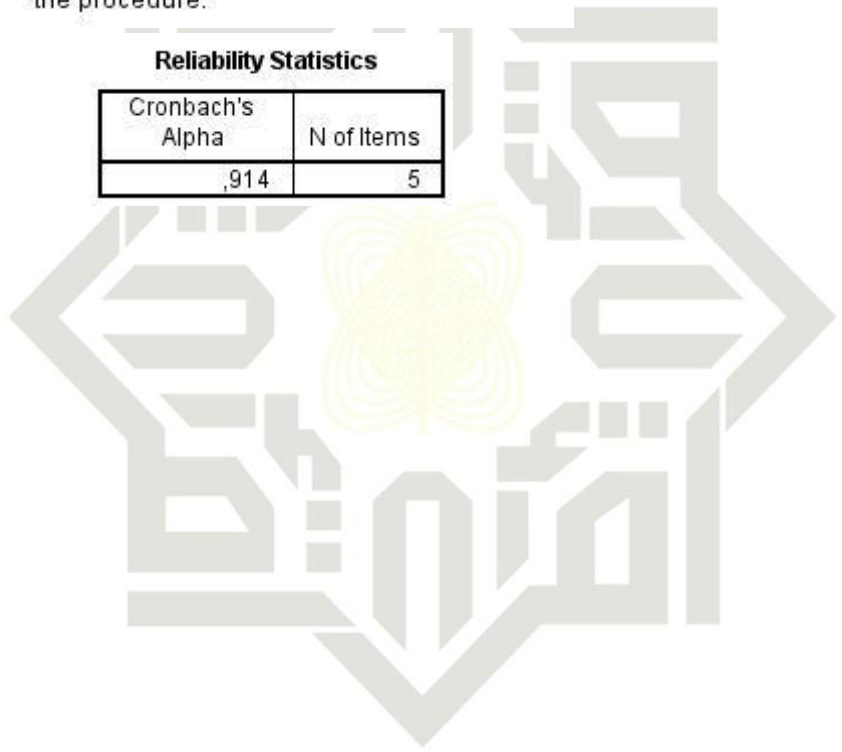 the procedure.
Reliability Statistics
Cronbach's Alpha N of Items
,914 5